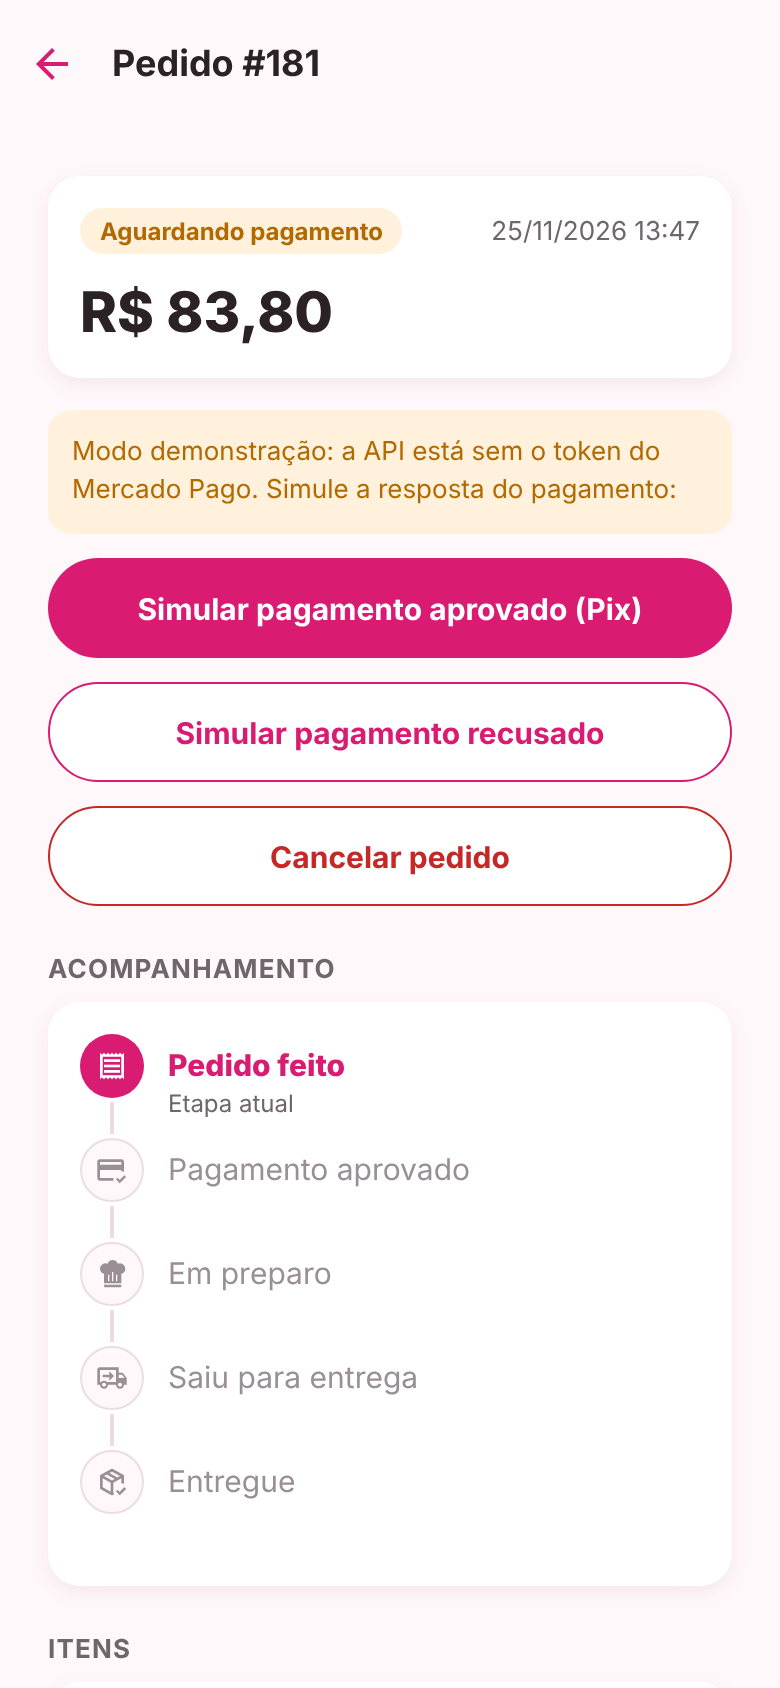 Pedido #181
Aguardando pagamento
25/11/2026 13:47
R$ 83,80
Modo demonstração: a API está sem o token do
Mercado Pago. Simule a resposta do pagamento:
Simular pagamento aprovado (Pix)
Simular pagamento recusado
Cancelar pedido
ACOMPANHAMENTO
Pedido feito
Etapa atual
Pagamento aprovado
Em preparo
Saiu para entrega
Entregue
ITENS